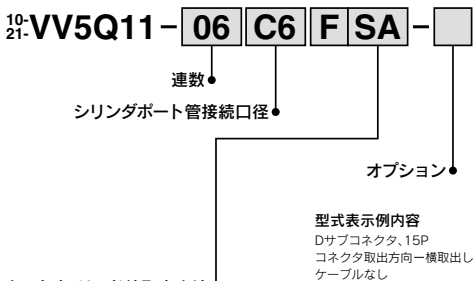 10-
21-VV5Q11-06 C6 F SA-
連数
シリンダポート管接続口径
オプション
型式表示例内容
Dサブコネクタ、15P
コネクタ取出方向ー横取出し
ケーブルなし